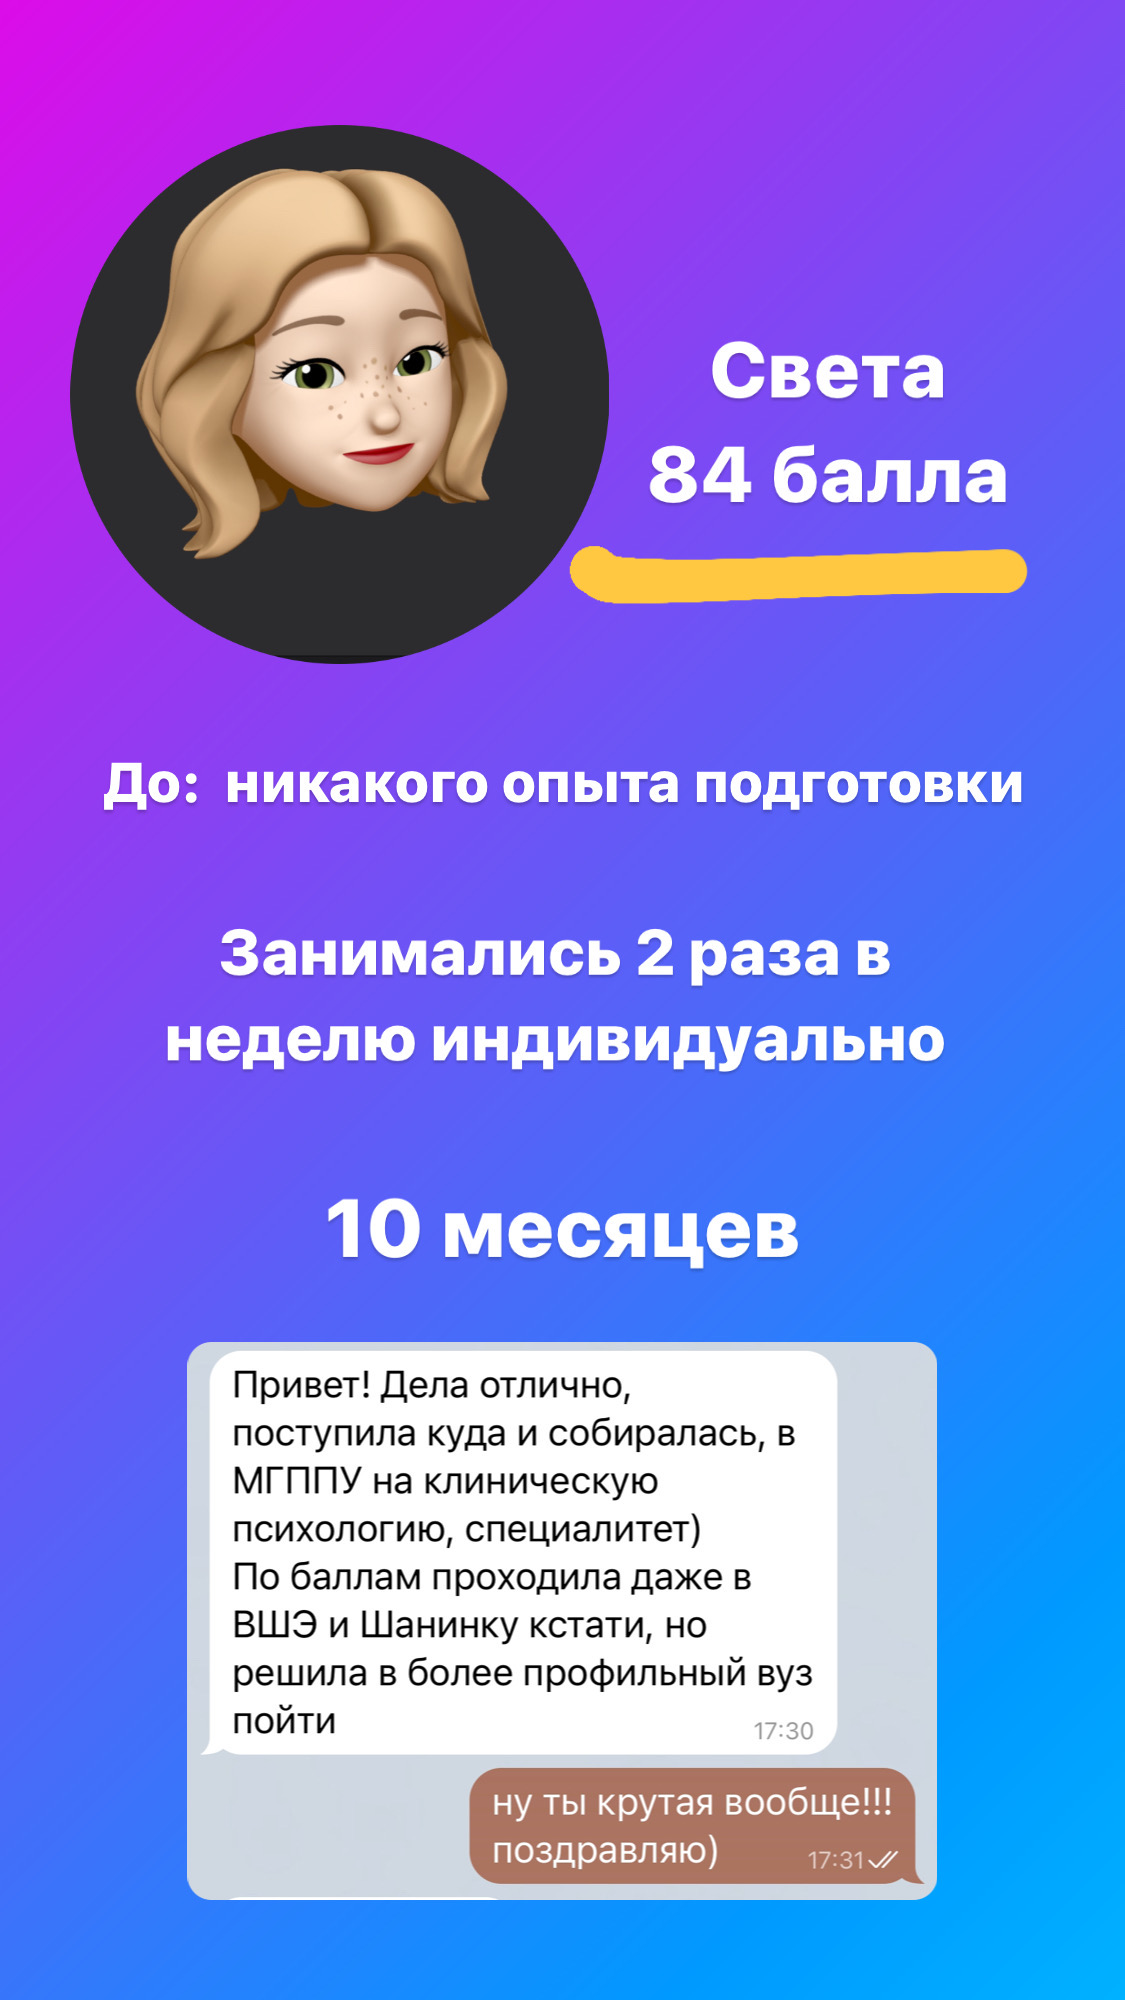 Света
84 балла
До: никакого опыта подготовки
Занимались 2 раза в
неделю индивидуально
10 месяцев
Привет! Дела отлично,
поступила куда и собиралась, в
МГППУ на клиническую
психологию, специалитет)
По баллам проходила даже в
ВШЭ и Шанинку кстати, но
решила в более профильный вуз
пойти
17:30
ну ты крутая вообще!!!
поздравляю)
17:31